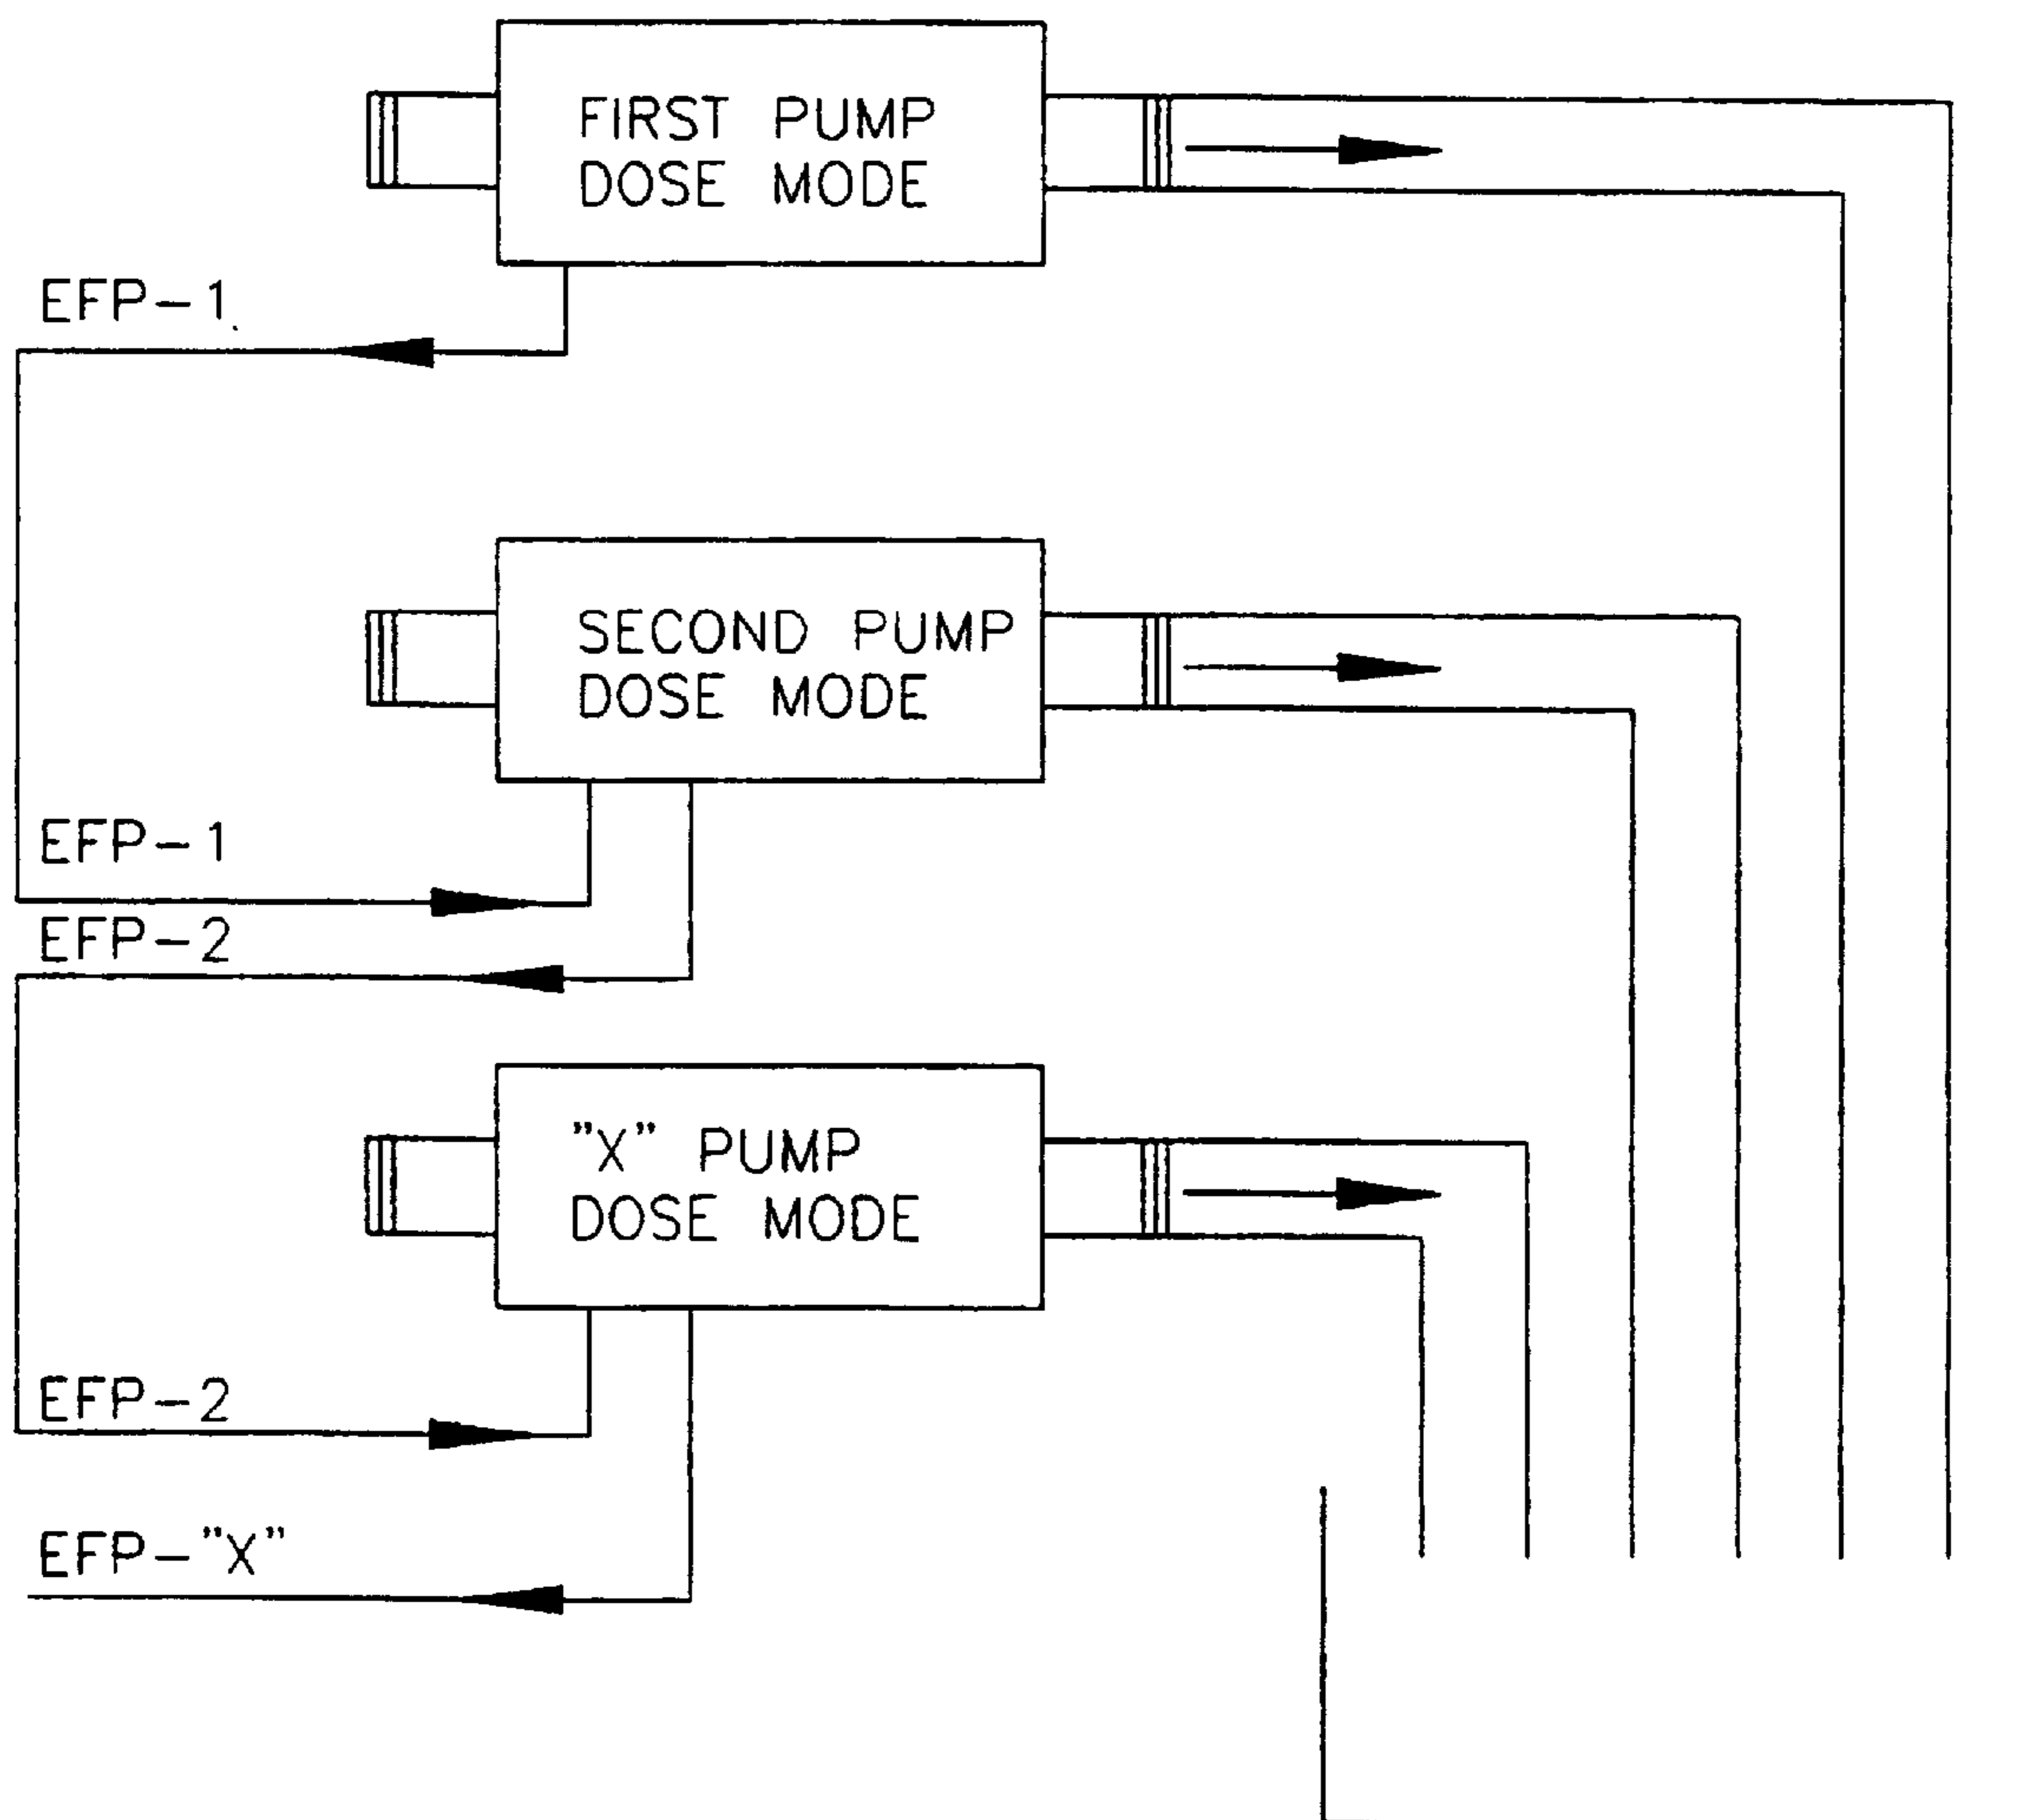 FIRST PUMP
DOSE MODE
EFP-1
SECOND PUMP
DOSE MODE
EFP-1
EFP-2
"X" PUMP
DOSE MODE
EFP-2
EFP-"X"